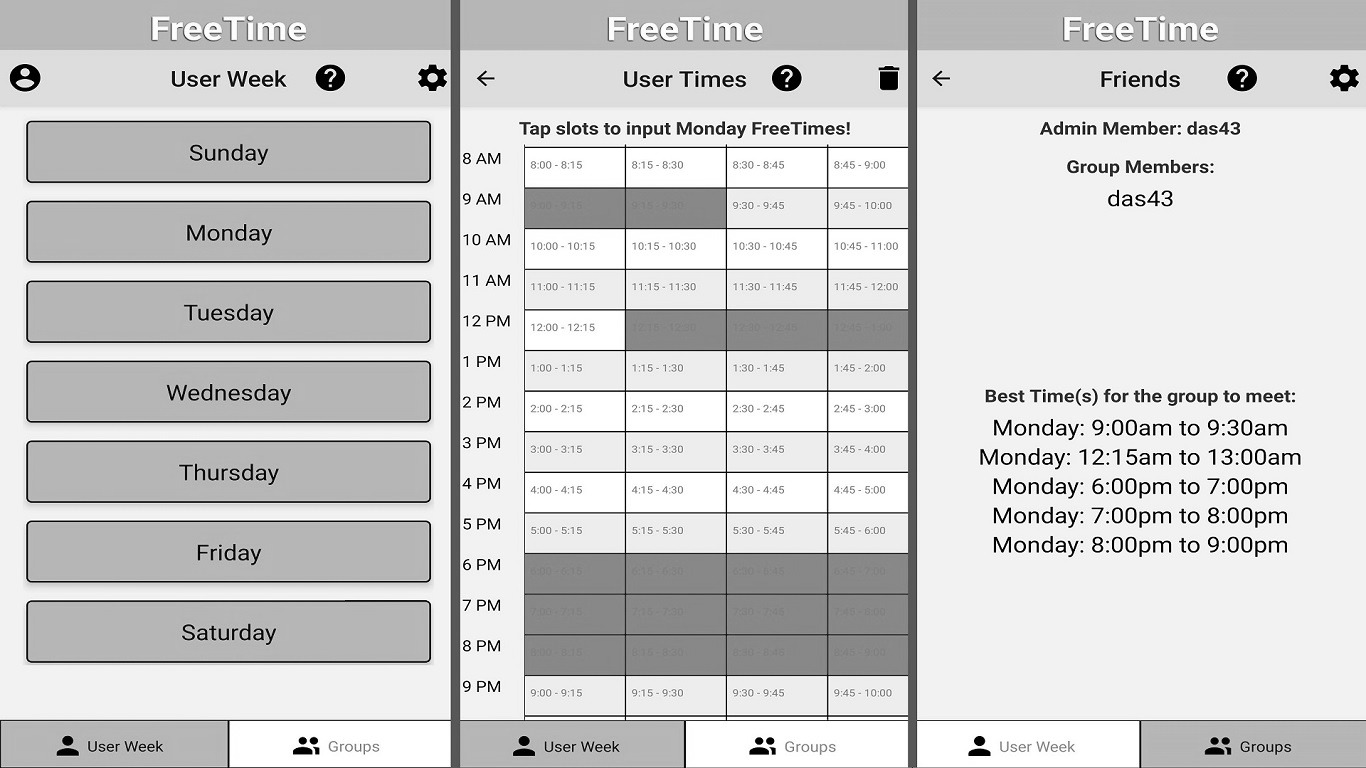 FreeTime
User Week
Sunday
Monday
Tuesday
Wednesday
Thursday
Friday
Saturday
User Week
Groups
FreeTime
User Times
Tap slots to input Monday FreeTimes!
8 AM 8:00 - 8:15 8:15 - 8:30 8:30 - 8:45 8:45 - 9:00
9 AM 9:00 - 9:15 9:15 - 9:30 9:30 - 9:45 9:45 - 10:00
10 AM 10:00 - 10:15 10:15 - 10:30 10:30 - 10:45 10:45 - 11:00
11 AM 11:00 - 11:15 11:15 - 11:30 11:30 - 11:45 11:45 - 12:00
12 PM 12:00 - 12:15 12:15 - 12:30 12:30 - 12:45 12:45 - 1:00
1 PM 1:00 - 1:15 1:15 - 1:30 1:30 - 1:45 1:45 - 2:00
2 PM 2:00 - 2:15 2:15 - 2:30 2:30 - 2:45 2:45 - 3:00
3 PM 3:00 - 3:15 3:15 - 3:30 3:30 - 3:45 3:45 - 4:00
4 PM 4:00 - 4:15 4:15 - 4:30 4:30 - 4:45 4:45 - 5:00
5 PM 5:00 - 5:15 5:15 - 5:30 5:30 - 5:45 5:45 - 6:00
6 PM 6:00 - 6:15 6:15 - 6:30 6:30 - 6:45 6:45 - 7:00
7 PM 7:00 - 7:15 7:15 - 7:30 7:30 - 7:45 7:45 - 8:00
8 PM 8:00 - 8:15 8:15 - 8:30 8:30 - 8:45 8:45 - 9:00
9 PM 9:00 - 9:15 9:15 - 9:30 9:30 - 9:45 9:45 - 10:00
User Week
Groups
FreeTime
Friends
Admin Member: das43
Group Members:
das43
Best Time(s) for the group to meet:
Monday: 9:00am to 9:30am
Monday: 12:15am to 13:00am
Monday: 6:00pm to 7:00pm
Monday: 7:00pm to 8:00pm
Monday: 8:00pm to 9:00pm
User Week
Groups